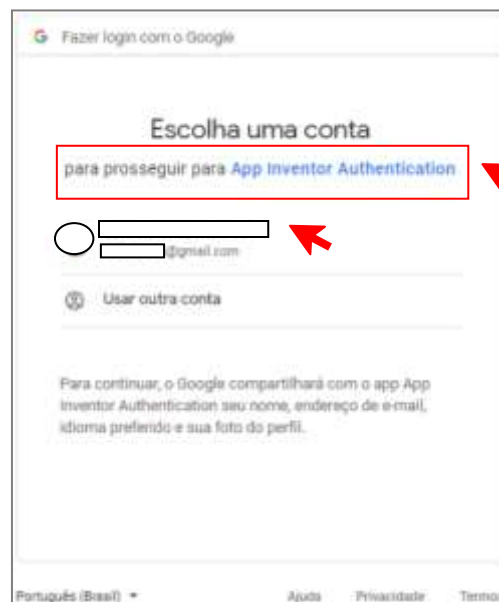 Fazer login com o Google
Escolha uma conta
para prosseguir para App Inventor Authentication
@gmail.com
Usar outra conta
Para continuar, o Google compartilhará com o app App
Inventor Authentication seu nome, endereço de e-mail,
idioma preferido e sua foto do perfil.
Português (Brasil) Ajuda Privacidade Termos